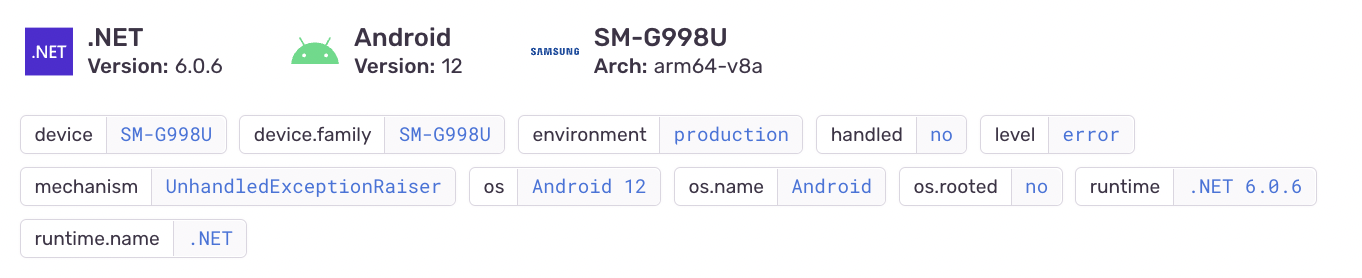 .NET Android SM-G998U
.NET Version: 6.0.6 Version: 12 SAMSUNG Arch: arm64-v8a
device SM-G998U device.family SM-G998U environment production handled no level error
mechanism UnhandledExceptionRaiser os Android 12 os.name Android os.rooted no runtime .NET 6.0.6
runtime.name .NET